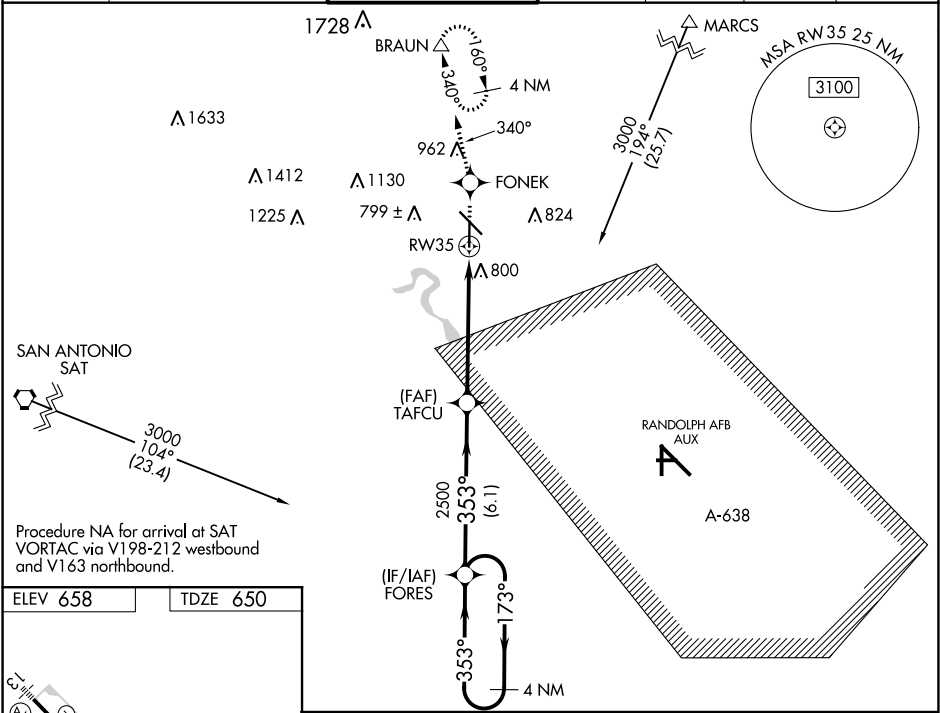 1728
BRAUN
160°
340°
4 NM
MARCS
MSA RW35 25 NM
3100
1633
340°
962
3000
194°
(25.7)
1412
1130
FONEK
1225
799 ±
824
RW35
800
SAN ANTONIO
SAT
(FAF)
TAFCU
RANDOLPH AFB
AUX
3000
104°
(23.4)
2500
353°
(6.1)
A-638
Procedure NA for arrival at SAT
VORTAC via V198-212 westbound
and V163 northbound.
(IF/IAF)
FORES
173°
353°
4 NM
ELEV 658
TDZE 650
13
A